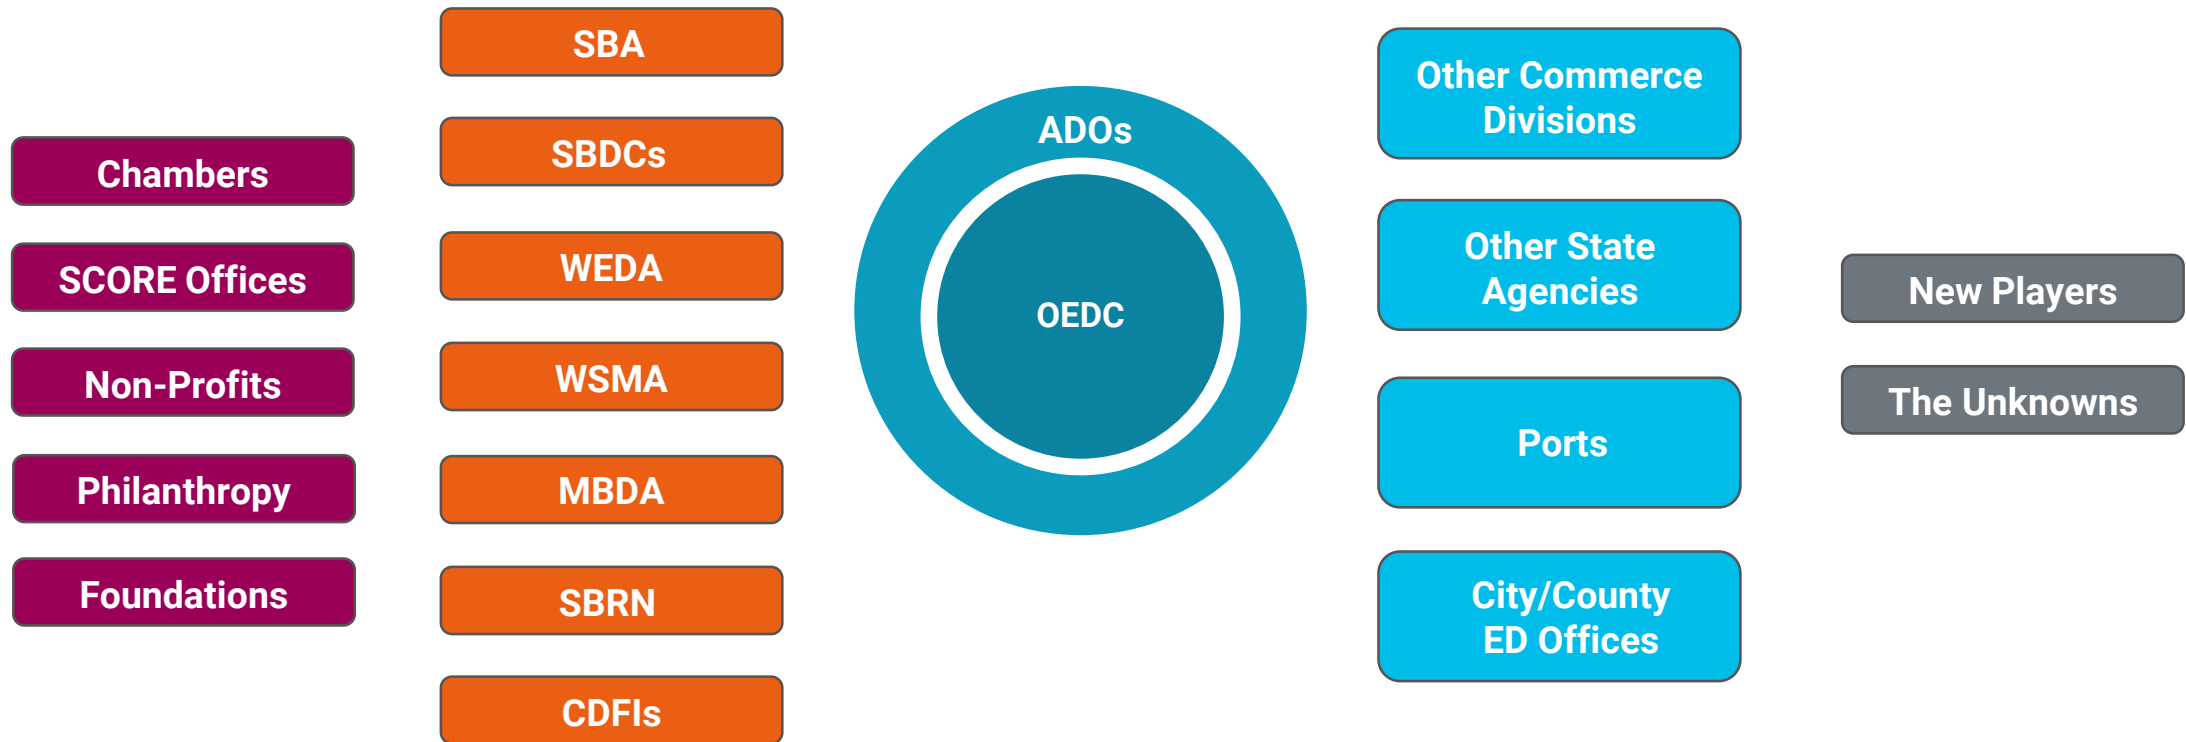 Chambers
SCORE Offices
Non-Profits
Philanthropy
Foundations
SBA
SBDCs
WEDA
WSMA
MBDA
SBRN
CDFIs
ADOs
OEDC
Other Commerce
Divisions
Other State
Agencies
Ports
City/County
ED Offices
New Players
The Unknowns